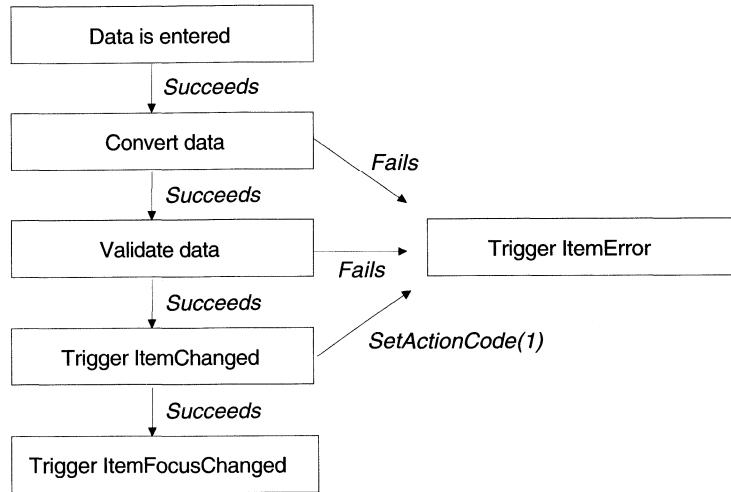 Data is entered
Succeeds
Convert data
Fails
Succeeds
Validate data
Fails
Trigger ItemError
Succeeds
Trigger ItemChanged
SetActionCode(1)
Succeeds
Trigger ItemFocusChanged